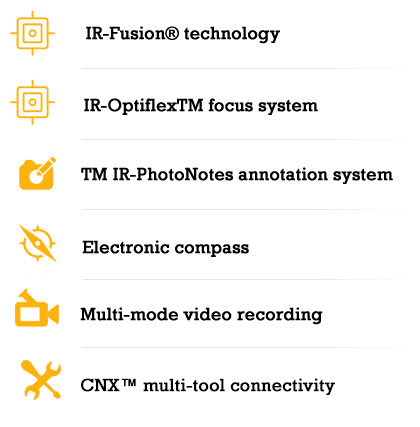 IR-Fusion® technology
IR-OptiflexTM focus system
TM IR-PhotoNotes annotation system
Electronic compass
Multi-mode video recording
CNX™ multi-tool connectivity